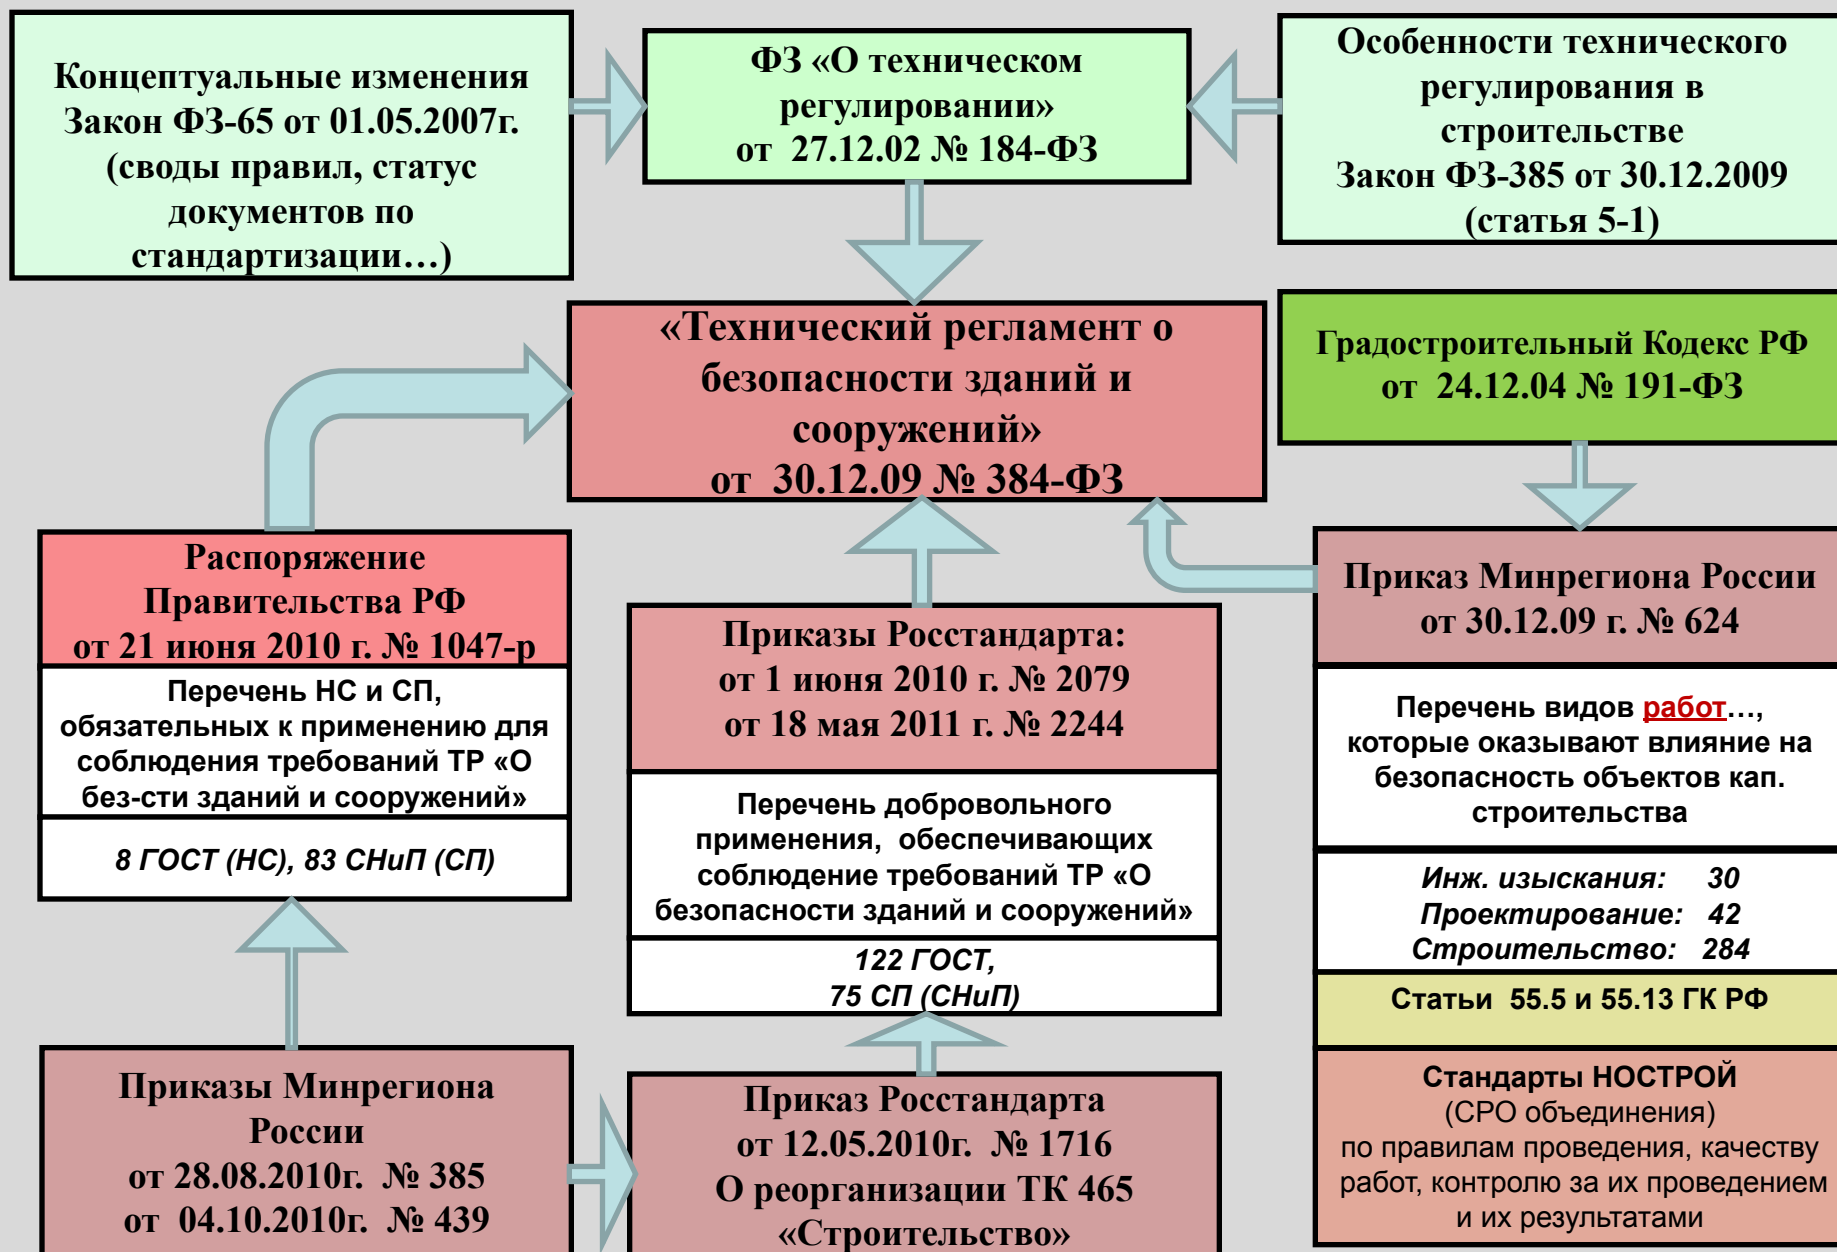 Концептуальные изменения
Закон ФЗ-65 от 01.05.2007г.
(своды правил, статус
документов по
стандартизации…)
ФЗ «О техническом
регулировании»
от 27.12.02 № 184-ФЗ
Особенности технического
регулирования в
строительстве
Закон ФЗ-385 от 30.12.2009
(статья 5-1)
«Технический регламент о
безопасности зданий и
сооружений»
от 30.12.09 № 384-ФЗ
Градостроительный Кодекс РФ
от 24.12.04 № 191-ФЗ
Распоряжение
Правительства РФ
от 21 июня 2010 г. № 1047-р
Перечень НС и СП,
обязательных к применению для
соблюдения требований ТР «О
без-сти зданий и сооружений»
8 ГОСТ (НС), 83 СНиП (СП)
Приказы Росстандарта:
от 1 июня 2010 г. № 2079
от 18 мая 2011 г. № 2244
Перечень добровольного
применения, обеспечивающих
соблюдение требований ТР «О
безопасности зданий и сооружений»
122 ГОСТ,
75 СП (СНиП)
Приказ Минрегиона России
от 30.12.09 г. № 624
Перечень видов работ…,
которые оказывают влияние на
безопасность объектов кап.
строительства
Инж. изыскания: 30
Проектирование: 42
Строительство: 284
Статьи 55.5 и 55.13 ГК РФ
Стандарты НОСТРОЙ
(СРО объединения)
по правилам проведения, качеству
работ, контролю за их проведением
и их результатами
Приказы Минрегиона
России
от 28.08.2010г. № 385
от 04.10.2010г. № 439
Приказ Росстандарта
от 12.05.2010г. № 1716
О реорганизации ТК 465
«Строительство»